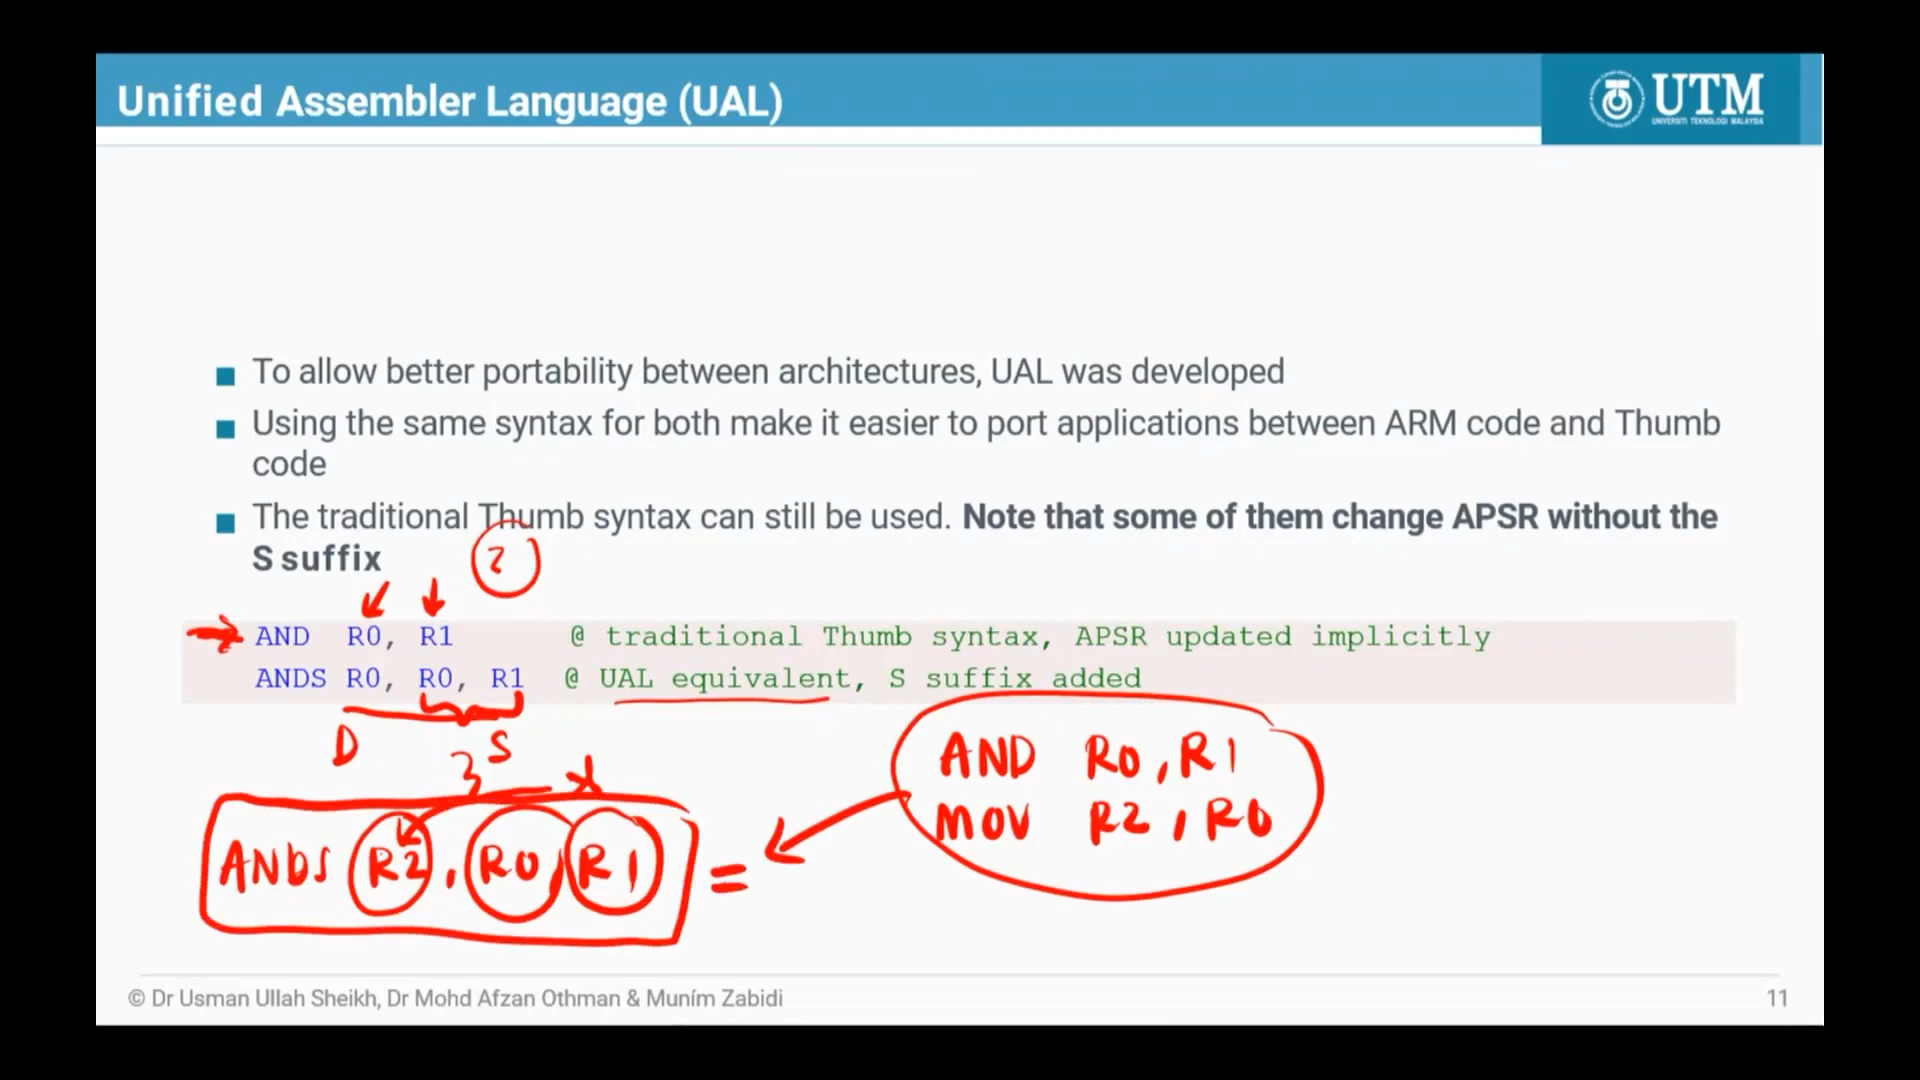 Unified Assembler Language (UAL)
UTM
UNIVERSITI TEKNOLOGI MALAYSIA
To allow better portability between architectures, UAL was developed
Using the same syntax for both make it easier to port applications between ARM code and Thumb
code
The traditional Thumb syntax can still be used. Note that some of them change APSR without the
S suffix
2
AND R0, R1 @ traditional Thumb syntax, APSR updated implicitly
ANDS R0, R0, R1 @ UAL equivalent, S suffix added
D S
3
AND R0, R1
MOV R2, R0
ANDS R2, R0, R1 =
© Dr Usman Ullah Sheikh, Dr Mohd Afzan Othman & Muním Zabidi
11